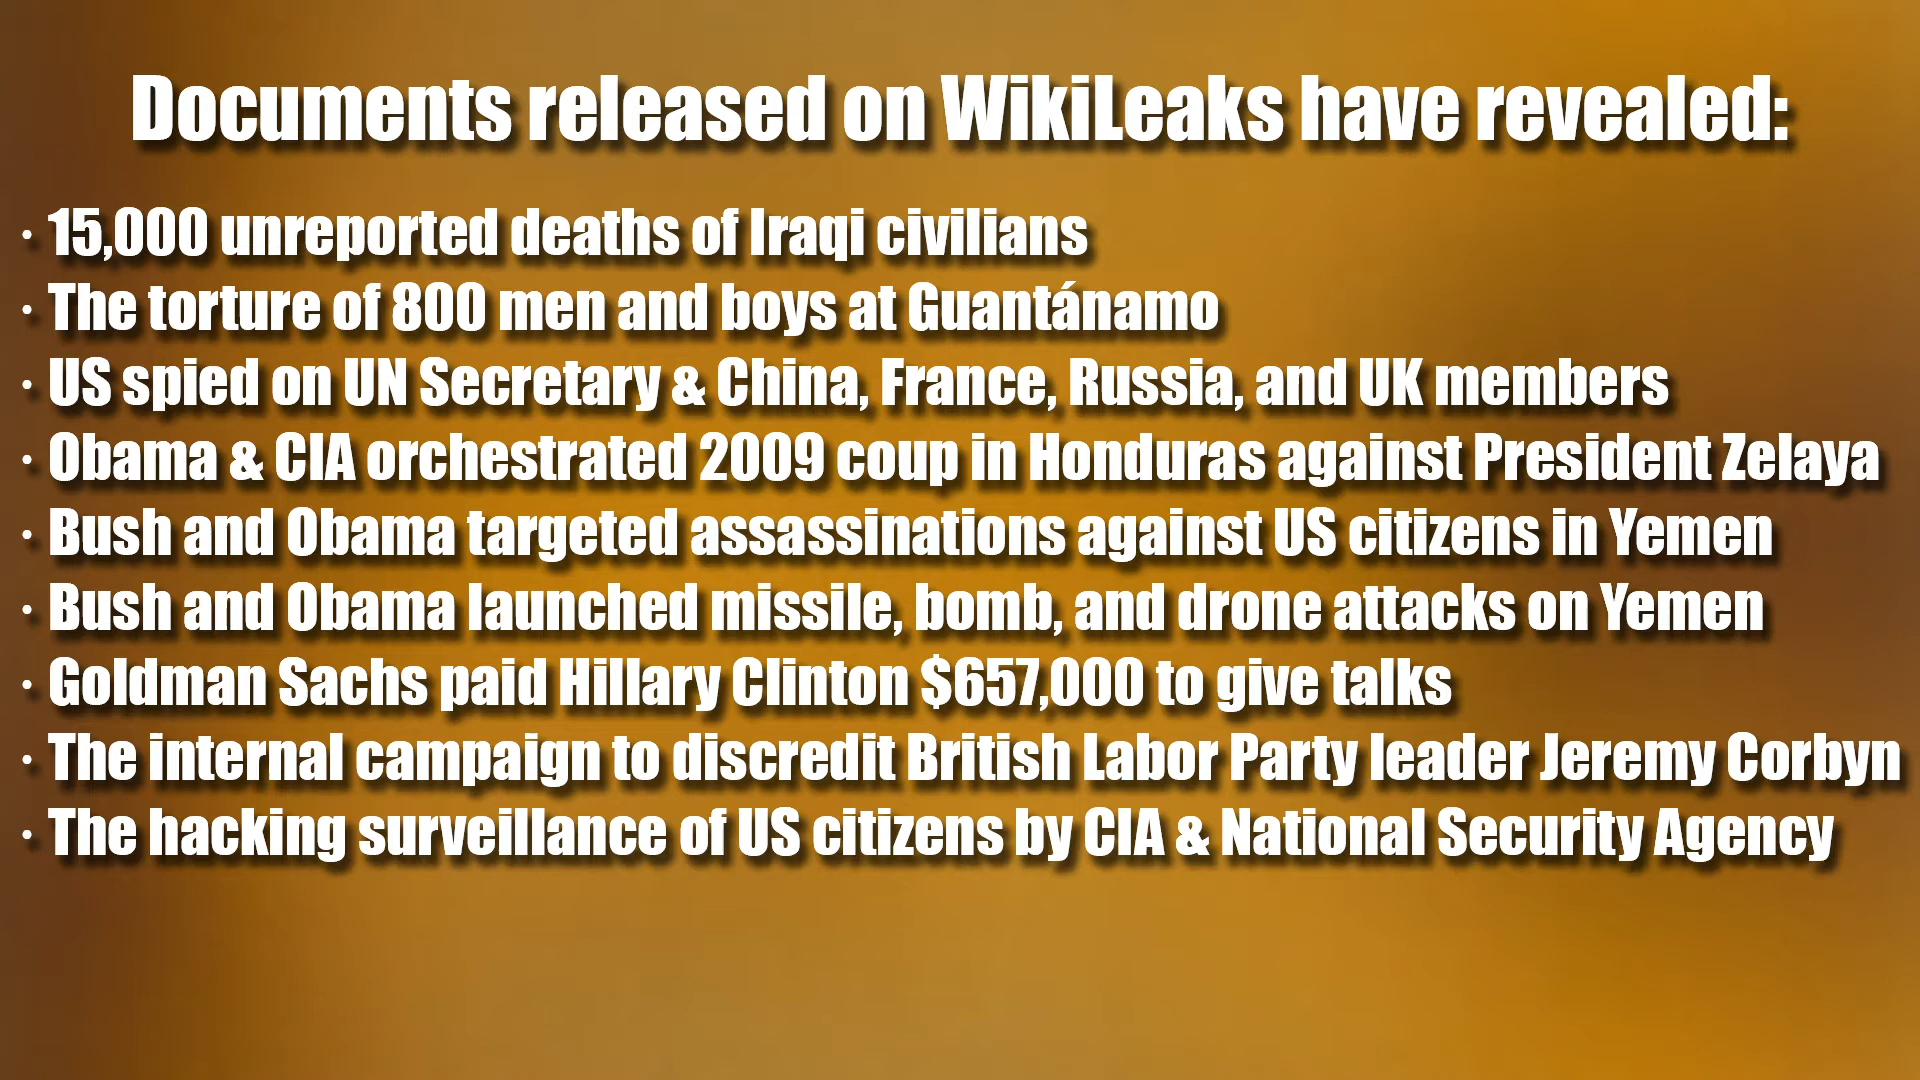 Documents released on WikiLeaks have revealed:
· 15,000 unreported deaths of Iraqi civilians
· The torture of 800 men and boys at Guantánamo
· US spied on UN Secretary & China, France, Russia, and UK members
· Obama & CIA orchestrated 2009 coup in Honduras against President Zelaya
· Bush and Obama targeted assassinations against US citizens in Yemen
· Bush and Obama launched missile, bomb, and drone attacks on Yemen
· Goldman Sachs paid Hillary Clinton $657,000 to give talks
· The internal campaign to discredit British Labor Party leader Jeremy Corbyn
· The hacking surveillance of US citizens by CIA & National Security Agency